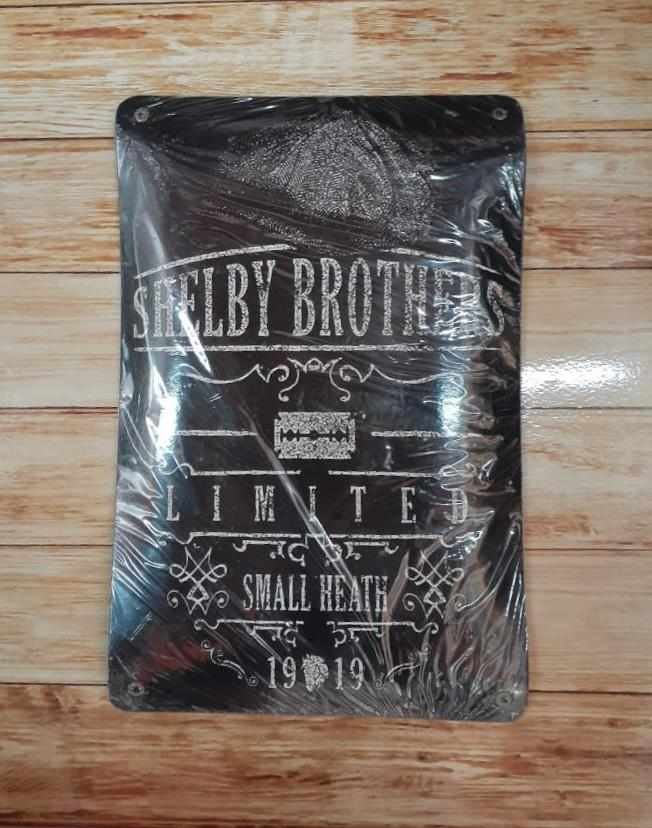 SHELBY BROTHERS
LIMITED
SMALL HEATH
1919